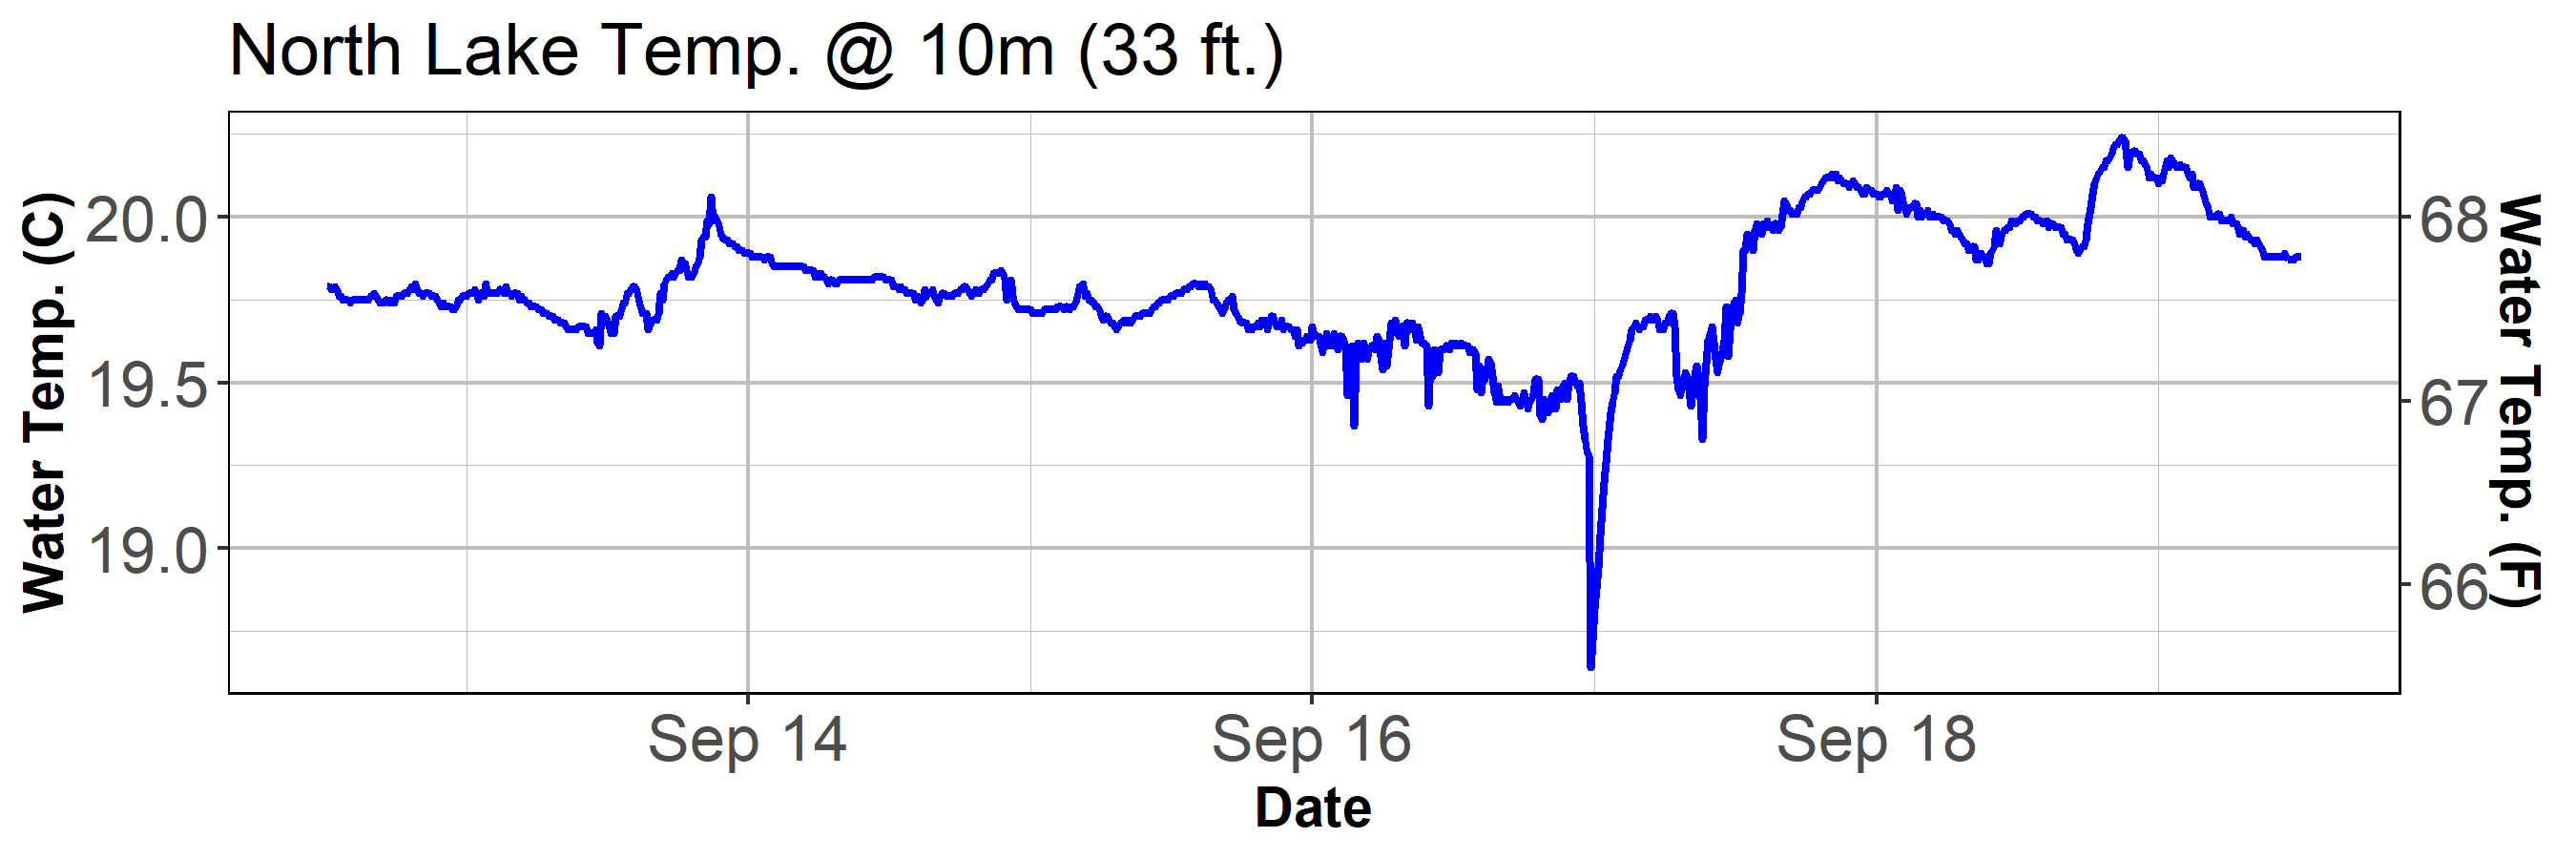 North Lake Temp. @ 10m (33 ft.)
Water Temp. (C)
20.0
19.5
19.0
68
67
66
Water Temp. (F)
Sep 14
Sep 16
Sep 18
Date